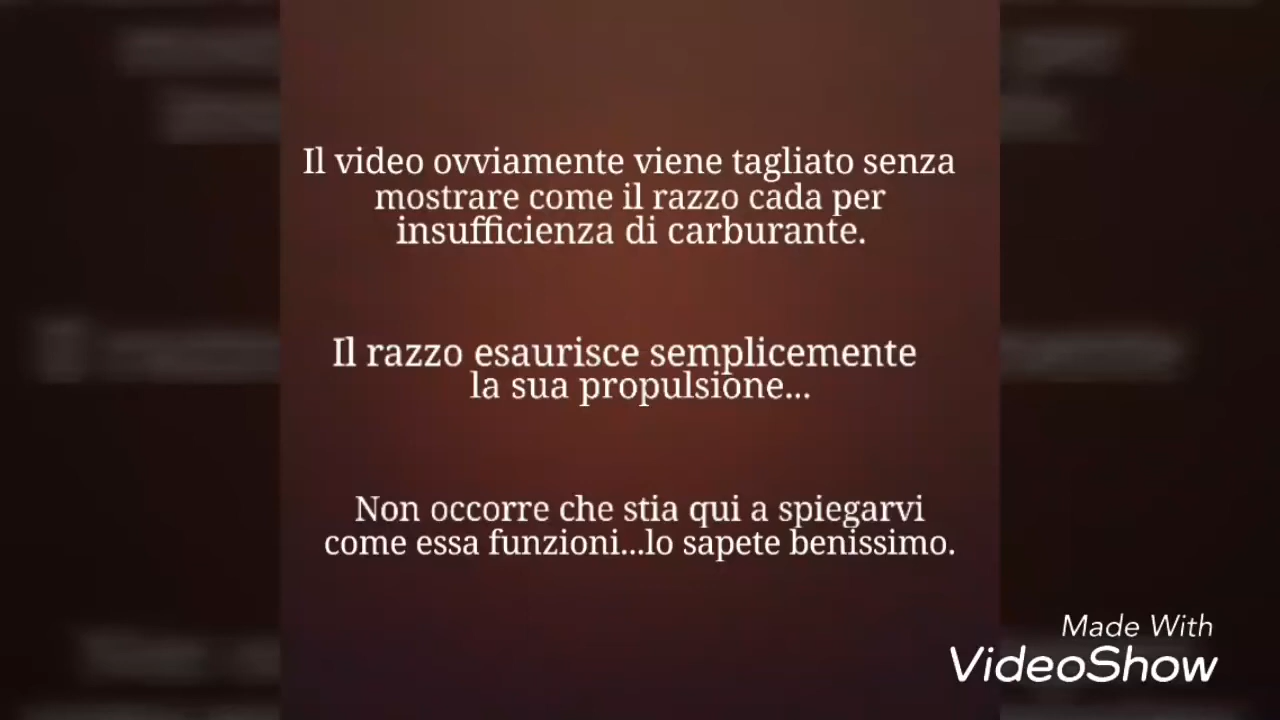 Il video ovviamente viene tagliato senza
mostrare come il razzo cada per
insufficienza di carburante.
Il razzo esaurisce semplicemente
la sua propulsione...
Non occorre che stia qui a spiegarvi
come essa funzioni...lo sapete benissimo.
Made With
VideoShow